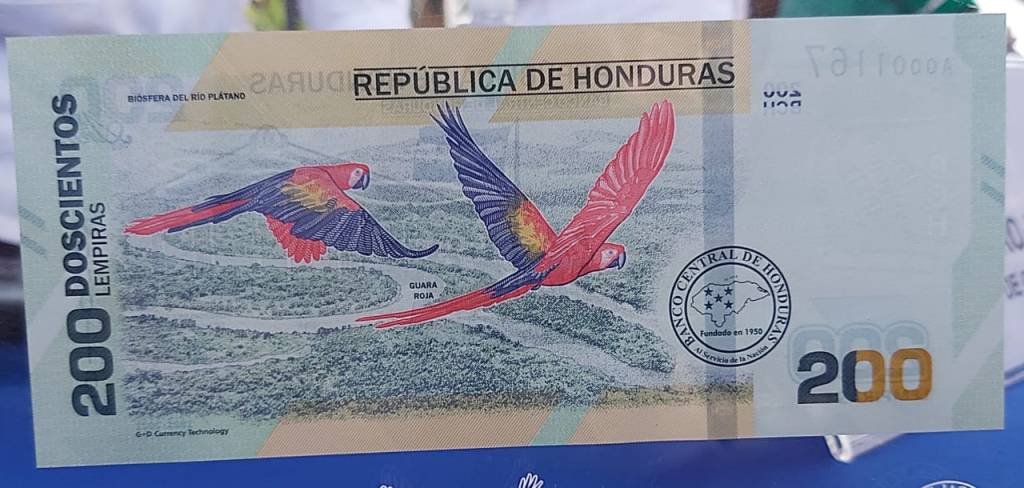 REPÚBLICA DE HONDURAS
BIÓSFERA DEL RÍO PLÁTANO
200 DOSCIENTOS
LEMPIRAS
A0001167
GUARA
ROJA
BANCO CENTRAL DE HONDURAS
Fundado en 1950
Al Servicio de la Nación
200
G+D Currency Technology